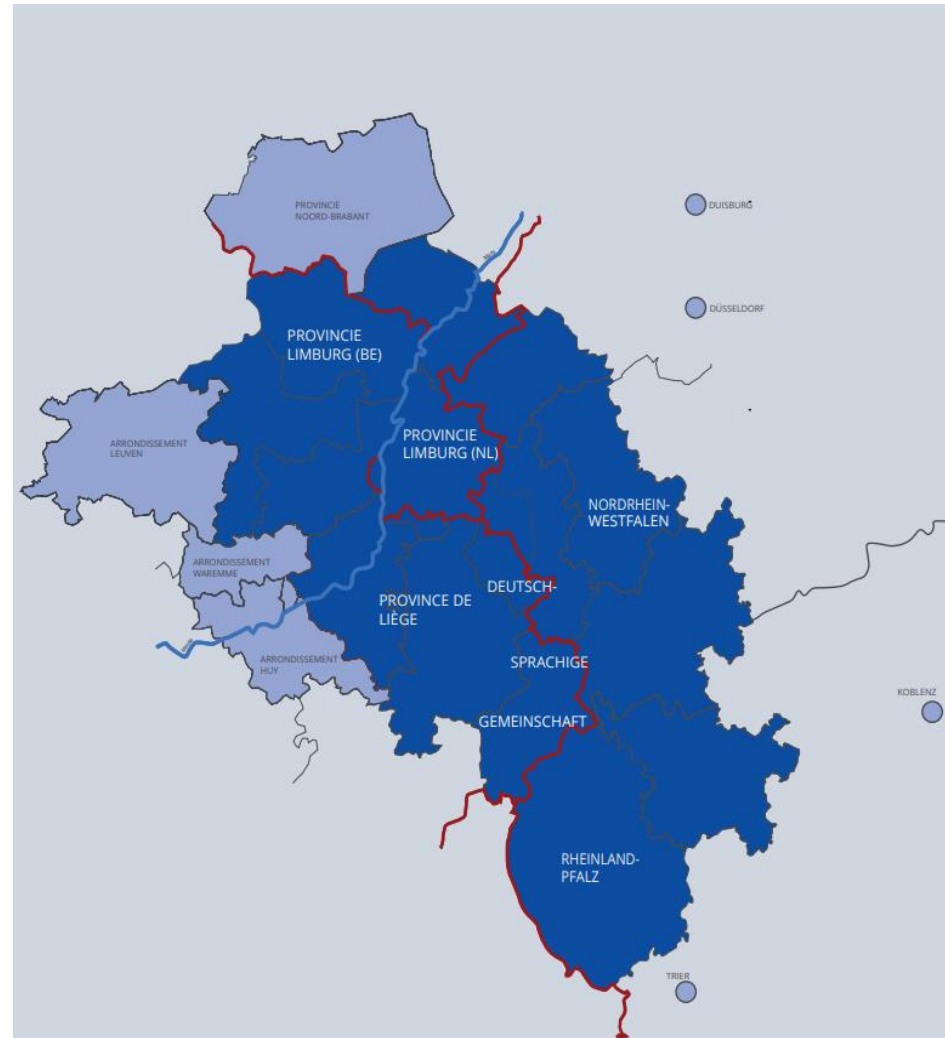 PROVINCIE
NOORD-BRABANT
DUISBURG
DÜSSELDORF
PROVINCIE
LIMBURG (BE)
ARRONDISSEMENT
LEUVEN
PROVINCIE
LIMBURG (NL)
NORDRHEIN-
WESTFALEN
ARRONDISSEMENT
WAREMME
DEUTSCH-
PROVINCE DE
LIÈGE
ARRONDISSEMENT
HUY
SPRACHIGE
GEMEINSCHAFT
KOBLENZ
RHEINLAND-
PFALZ
TRIER